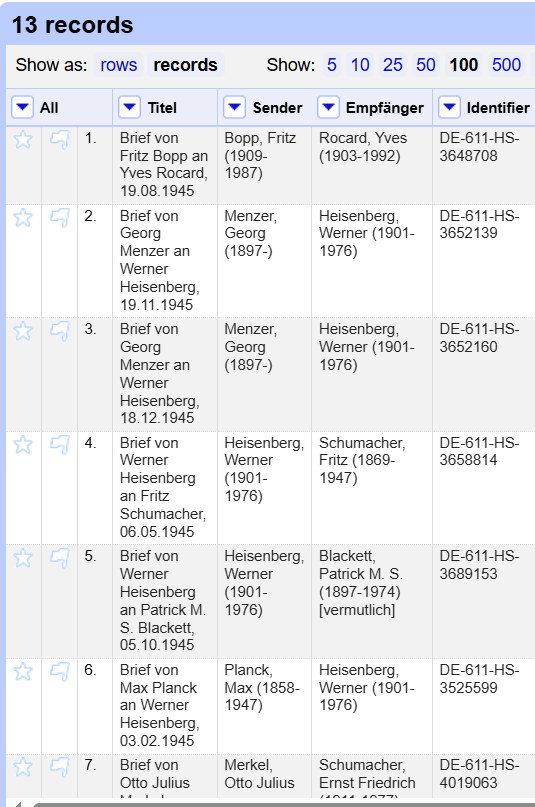 13 records
Show as: rows records Show: 5 10 25 50 100 500
All Titel Sender Empfänger Identifier
1. Brief von Bopp, Fritz Rocard, Yves DE-611-HS-
Fritz Bopp an (1909- (1903-1992) 3648708
Yves Rocard, 1987)
19.08.1945
2. Brief von Menzer, Heisenberg, DE-611-HS-
Georg Georg Werner (1901- 3652139
Menzer an (1897-) 1976)
Werner
Heisenberg,
19.11.1945
3. Brief von Menzer, Heisenberg, DE-611-HS-
Georg Georg Werner (1901- 3652160
Menzer an (1897-) 1976)
Werner
Heisenberg,
18.12.1945
4. Brief von Heisenberg, Schumacher, DE-611-HS-
Werner Werner Fritz (1869- 3658814
Heisenberg (1901- 1947)
an Fritz 1976)
Schumacher,
06.05.1945
5. Brief von Heisenberg, Blackett, DE-611-HS-
Werner Werner Patrick M. S. 3689153
Heisenberg (1901- (1897-1974)
an Patrick M. 1976) [vermutlich]
S. Blackett,
05.10.1945
6. Brief von Planck, Heisenberg, DE-611-HS-
Max Planck Max (1858- Werner (1901- 3525599
an Werner 1947) 1976)
Heisenberg,
03.02.1945
7. Brief von Merkel, Schumacher, DE-611-HS-
Otto Julius Otto Julius Ernst Friedrich 4019063